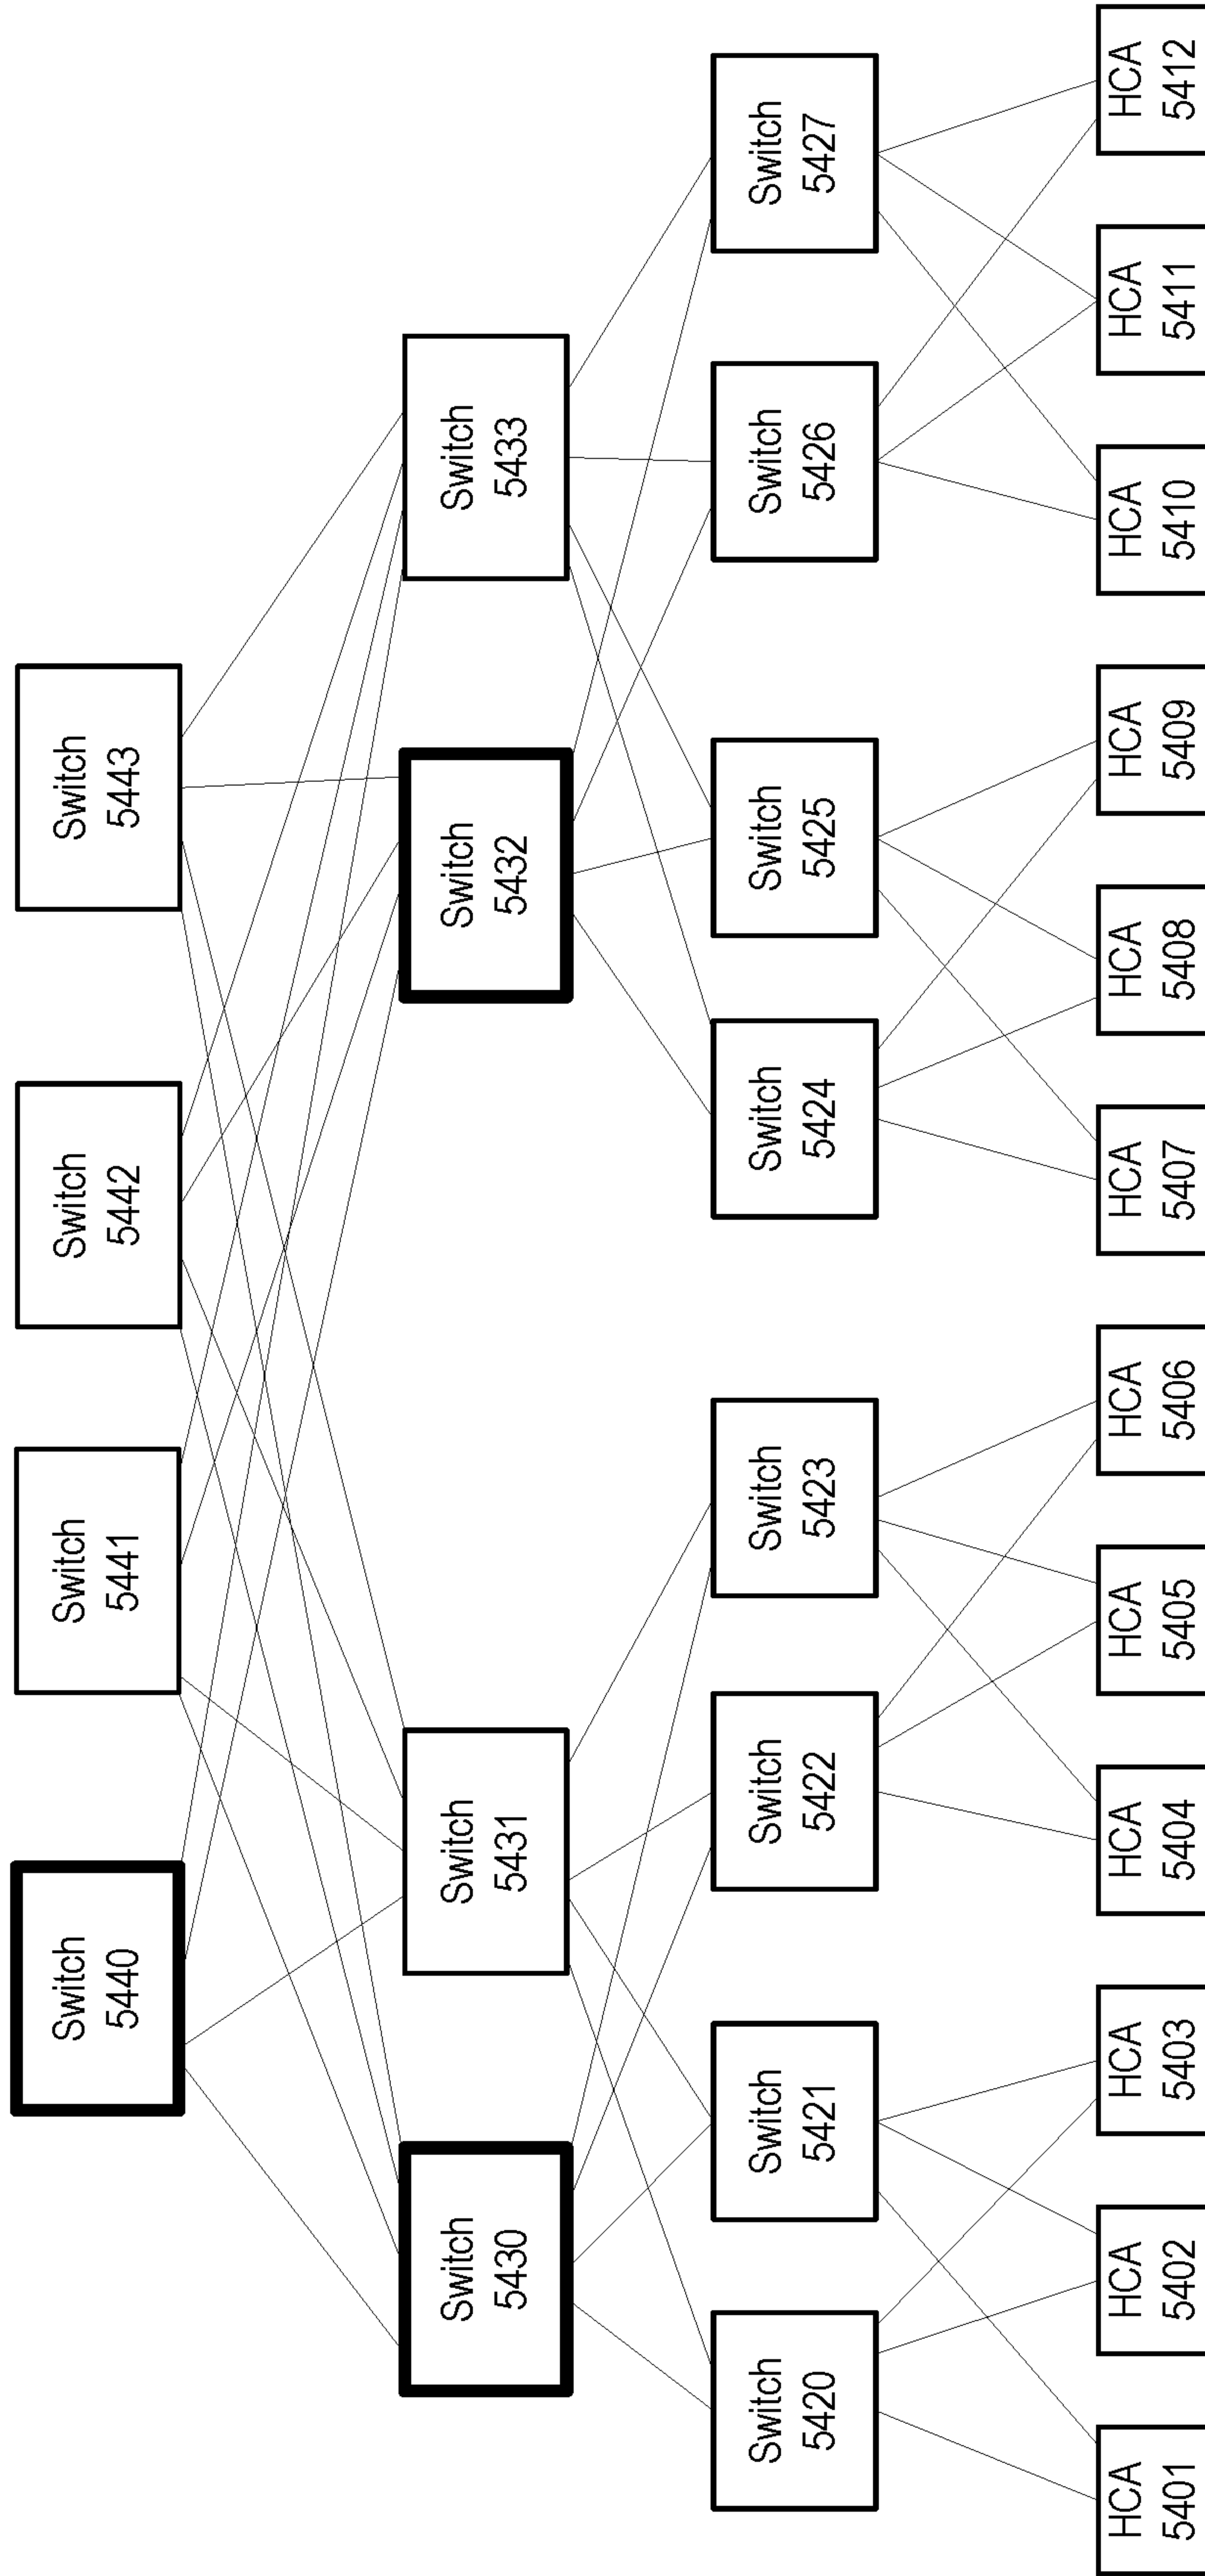 Switch
5440
Switch
5441
Switch
5442
Switch
5443
Switch
5430
Switch
5431
Switch
5432
Switch
5433
Switch
5420
Switch
5421
Switch
5422
Switch
5423
Switch
5424
Switch
5425
Switch
5426
Switch
5427
HCA
5401
HCA
5402
HCA
5403
HCA
5404
HCA
5405
HCA
5406
HCA
5407
HCA
5408
HCA
5409
HCA
5410
HCA
5411
HCA
5412